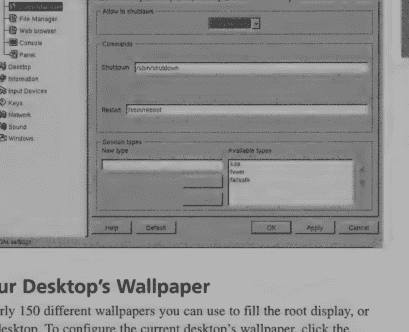 Allow to shutdown
File Manager
Web browser
Commands
Console
Panel
Desktop
Shutdown /sbin/shutdown
Information
Input Devices
Keys
Restart /sbin/reboot
Network
Sound
Windows
Session types
New type Available types
kde
fvwm
failsafe
Help Default OK Apply Cancel
ur Desktop's Wallpaper
rly 150 different wallpapers you can use to fill the root display, or
desktop. To configure the current desktop's wallpaper, click the